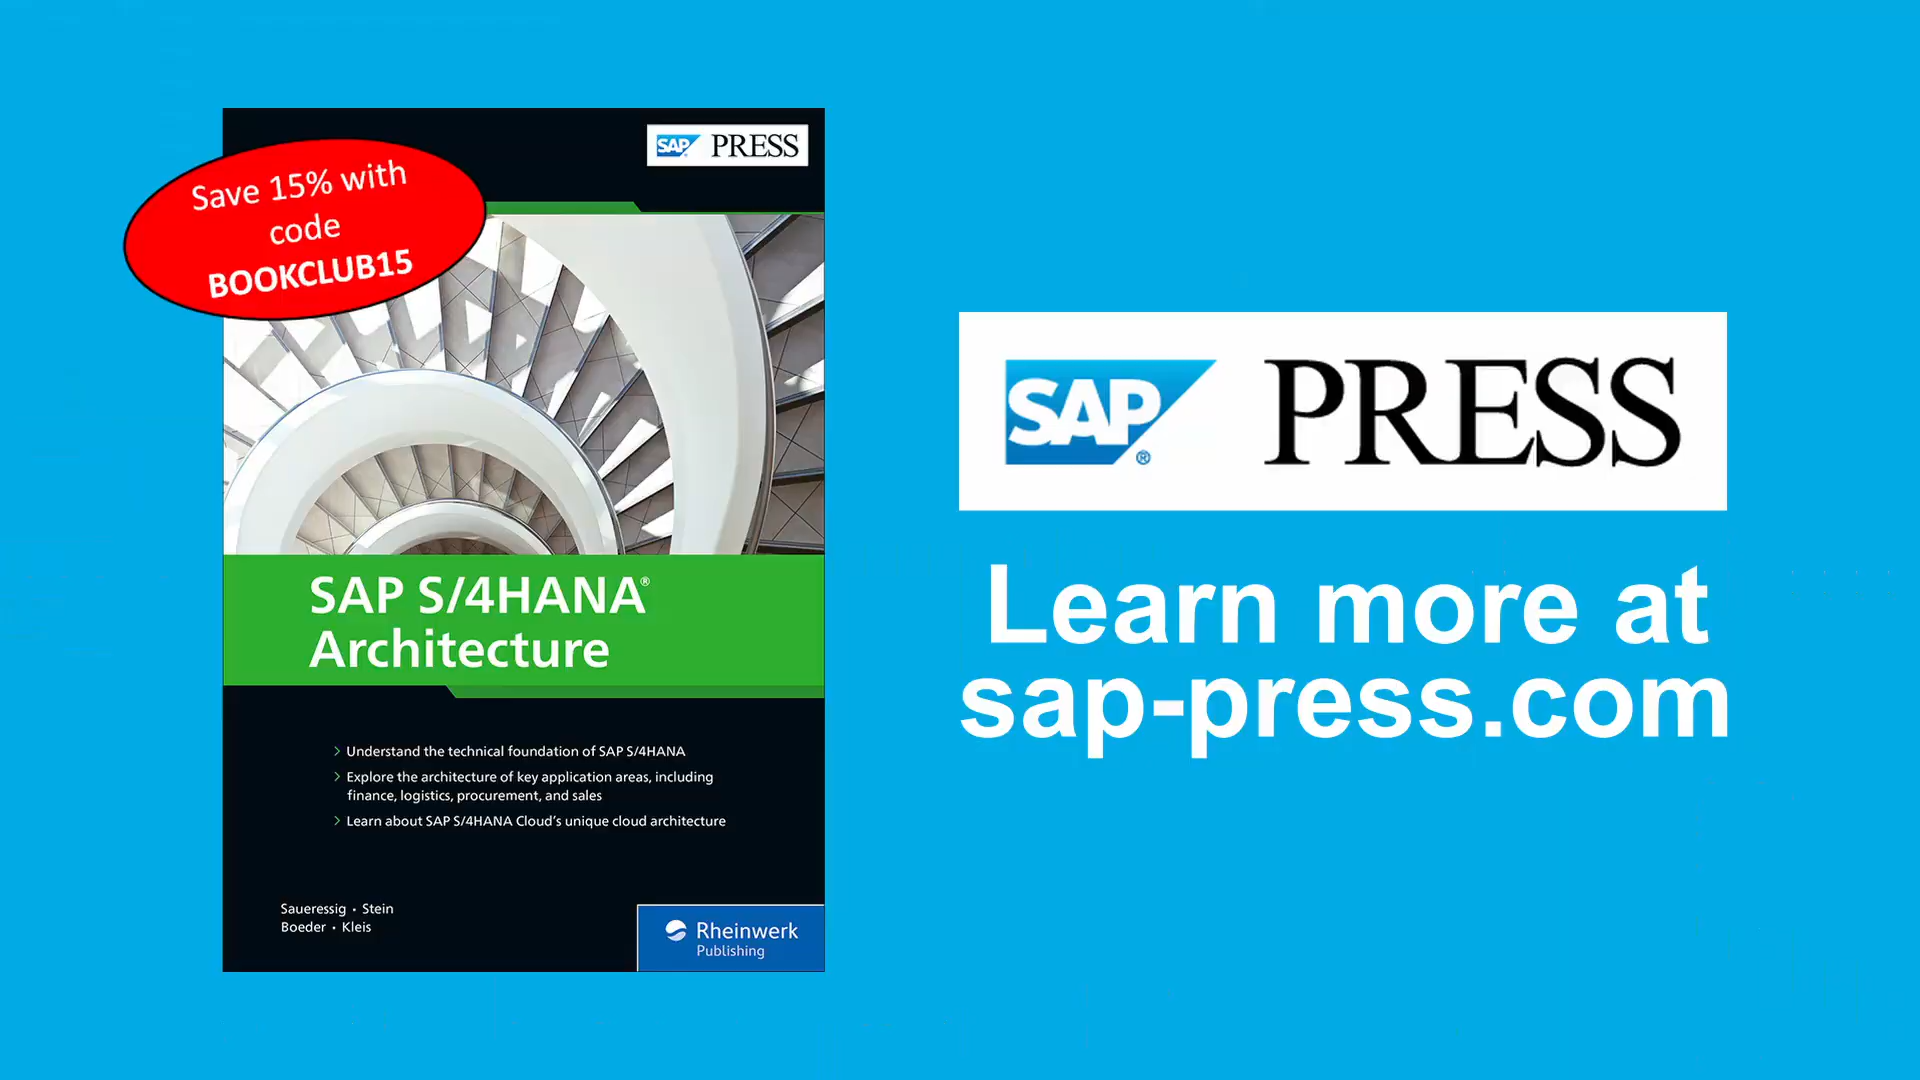 Save 15% with
code
BOOKCLUB15
SAP® PRESS
SAP S/4HANA®
Architecture
> Understand the technical foundation of SAP S/4HANA
> Explore the architecture of key application areas, including
finance, logistics, procurement, and sales
> Learn about SAP S/4HANA Cloud's unique cloud architecture
Saueressig · Stein
Boeder · Kleis
Rheinwerk
Publishing
SAP® PRESS
Learn more at
sap-press.com